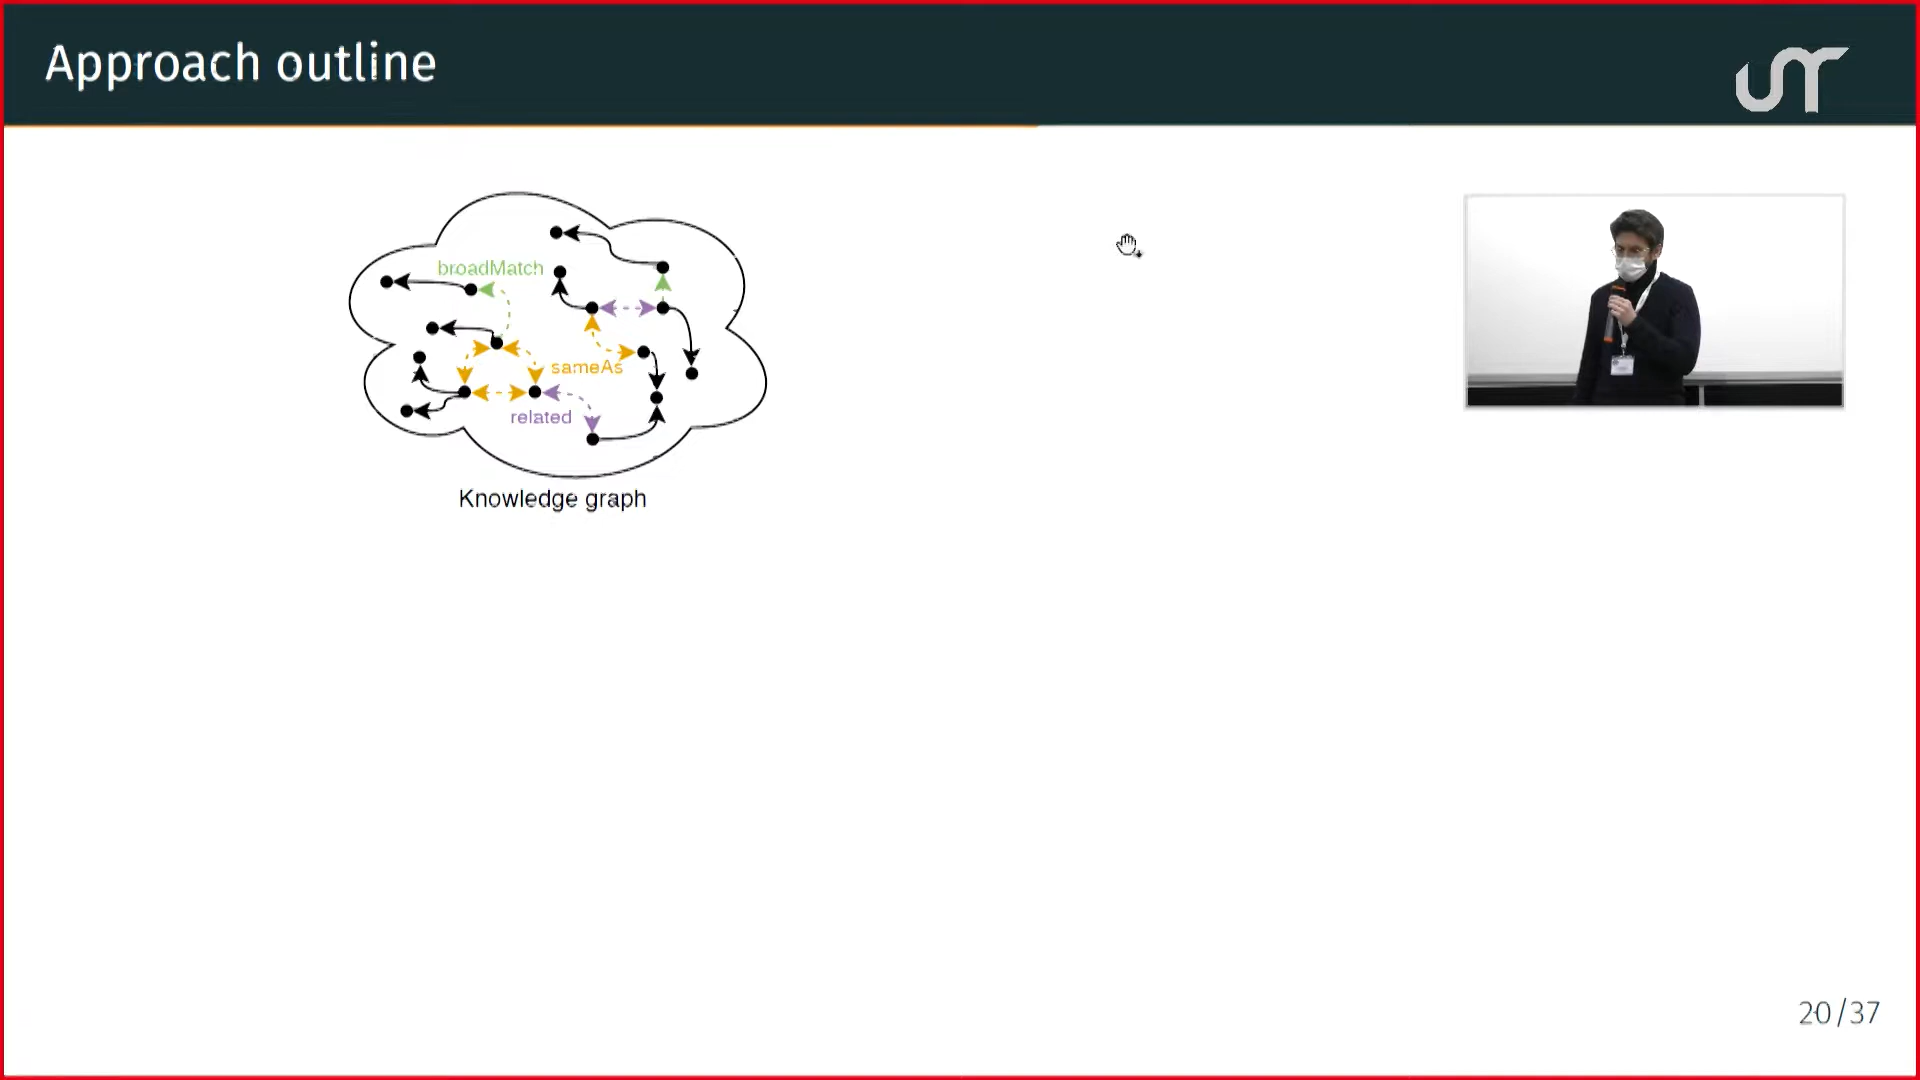 Approach outline
broadMatch
sameAs
related
Knowledge graph
20/37